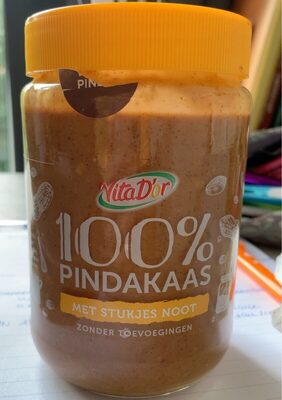 PIN
VitaD'or
100%
PINDAKAAS
MET STUKJES NOOT
ZONDER TOEVOEGINGEN